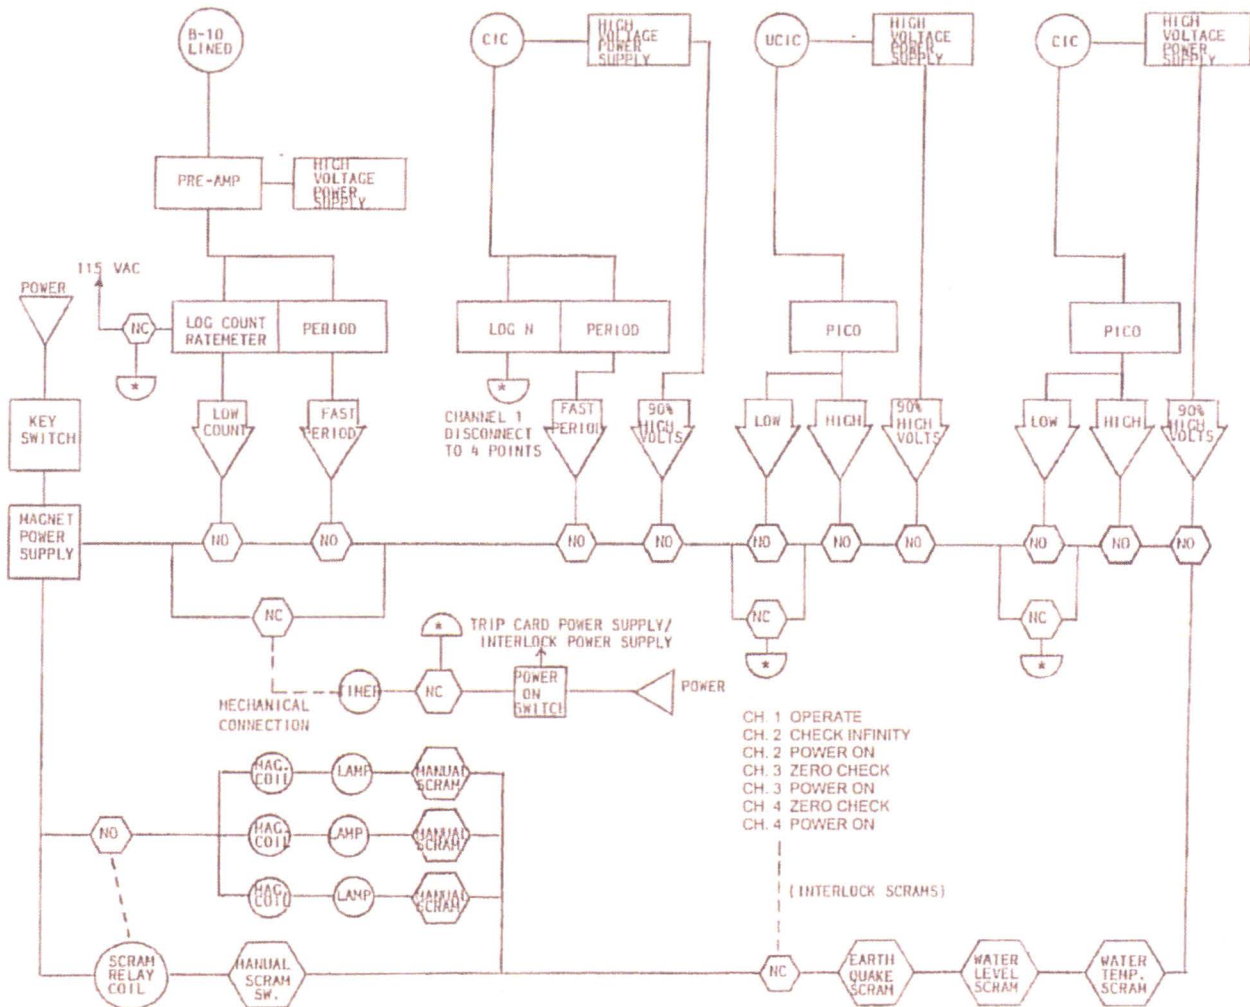 B-10
LINED
CIC
HIGH
VOLTAGE
POWER
SUPPLY
UCIC
HIGH
VOLTAGE
POWER
SUPPLY
CIC
HIGH
VOLTAGE
POWER
SUPPLY
PRE-AMP
HIGH
VOLTAGE
POWER
SUPPLY
115 VAC
POWER
NC
*
LOG COUNT
RATEMETER
PERIOD
LOG N
PERIOD
PICO
PICO
KEY
SWITCH
LOW
COUNT
FAST
PERIOD
*
CHANNEL 1
DISCONNECT
TO 4 POINTS
FAST
PERIOD
90%
HIGH
VOLTS
LOW
HIGH
90%
HIGH
VOLTS
LOW
HIGH
90%
HIGH
VOLTS
MAGNET
POWER
SUPPLY
NO
NO
NO
NO
NO
NO
NO
NO
NO
NO
NC
NC
*
NC
*
*
TRIP CARD POWER SUPPLY/
INTERLOCK POWER SUPPLY
MECHANICAL
CONNECTION
TIMER
NC
POWER
ON
SWITCH
POWER
CH. 1 OPERATE
CH. 2 CHECK INFINITY
CH. 2 POWER ON
CH. 3 ZERO CHECK
CH. 3 POWER ON
CH. 4 ZERO CHECK
CH. 4 POWER ON
MAG.
COIL
LAMP
MANUAL
SCRAM
NO
MAG.
COIL
LAMP
MANUAL
SCRAM
MAG.
COIL
LAMP
MANUAL
SCRAM
(INTERLOCK SCRAMS)
SCRAM
RELAY
COIL
MANUAL
SCRAM
SW.
NC
EARTH
QUAKE
SCRAM
WATER
LEVEL
SCRAM
WATER
TEMP.
SCRAM